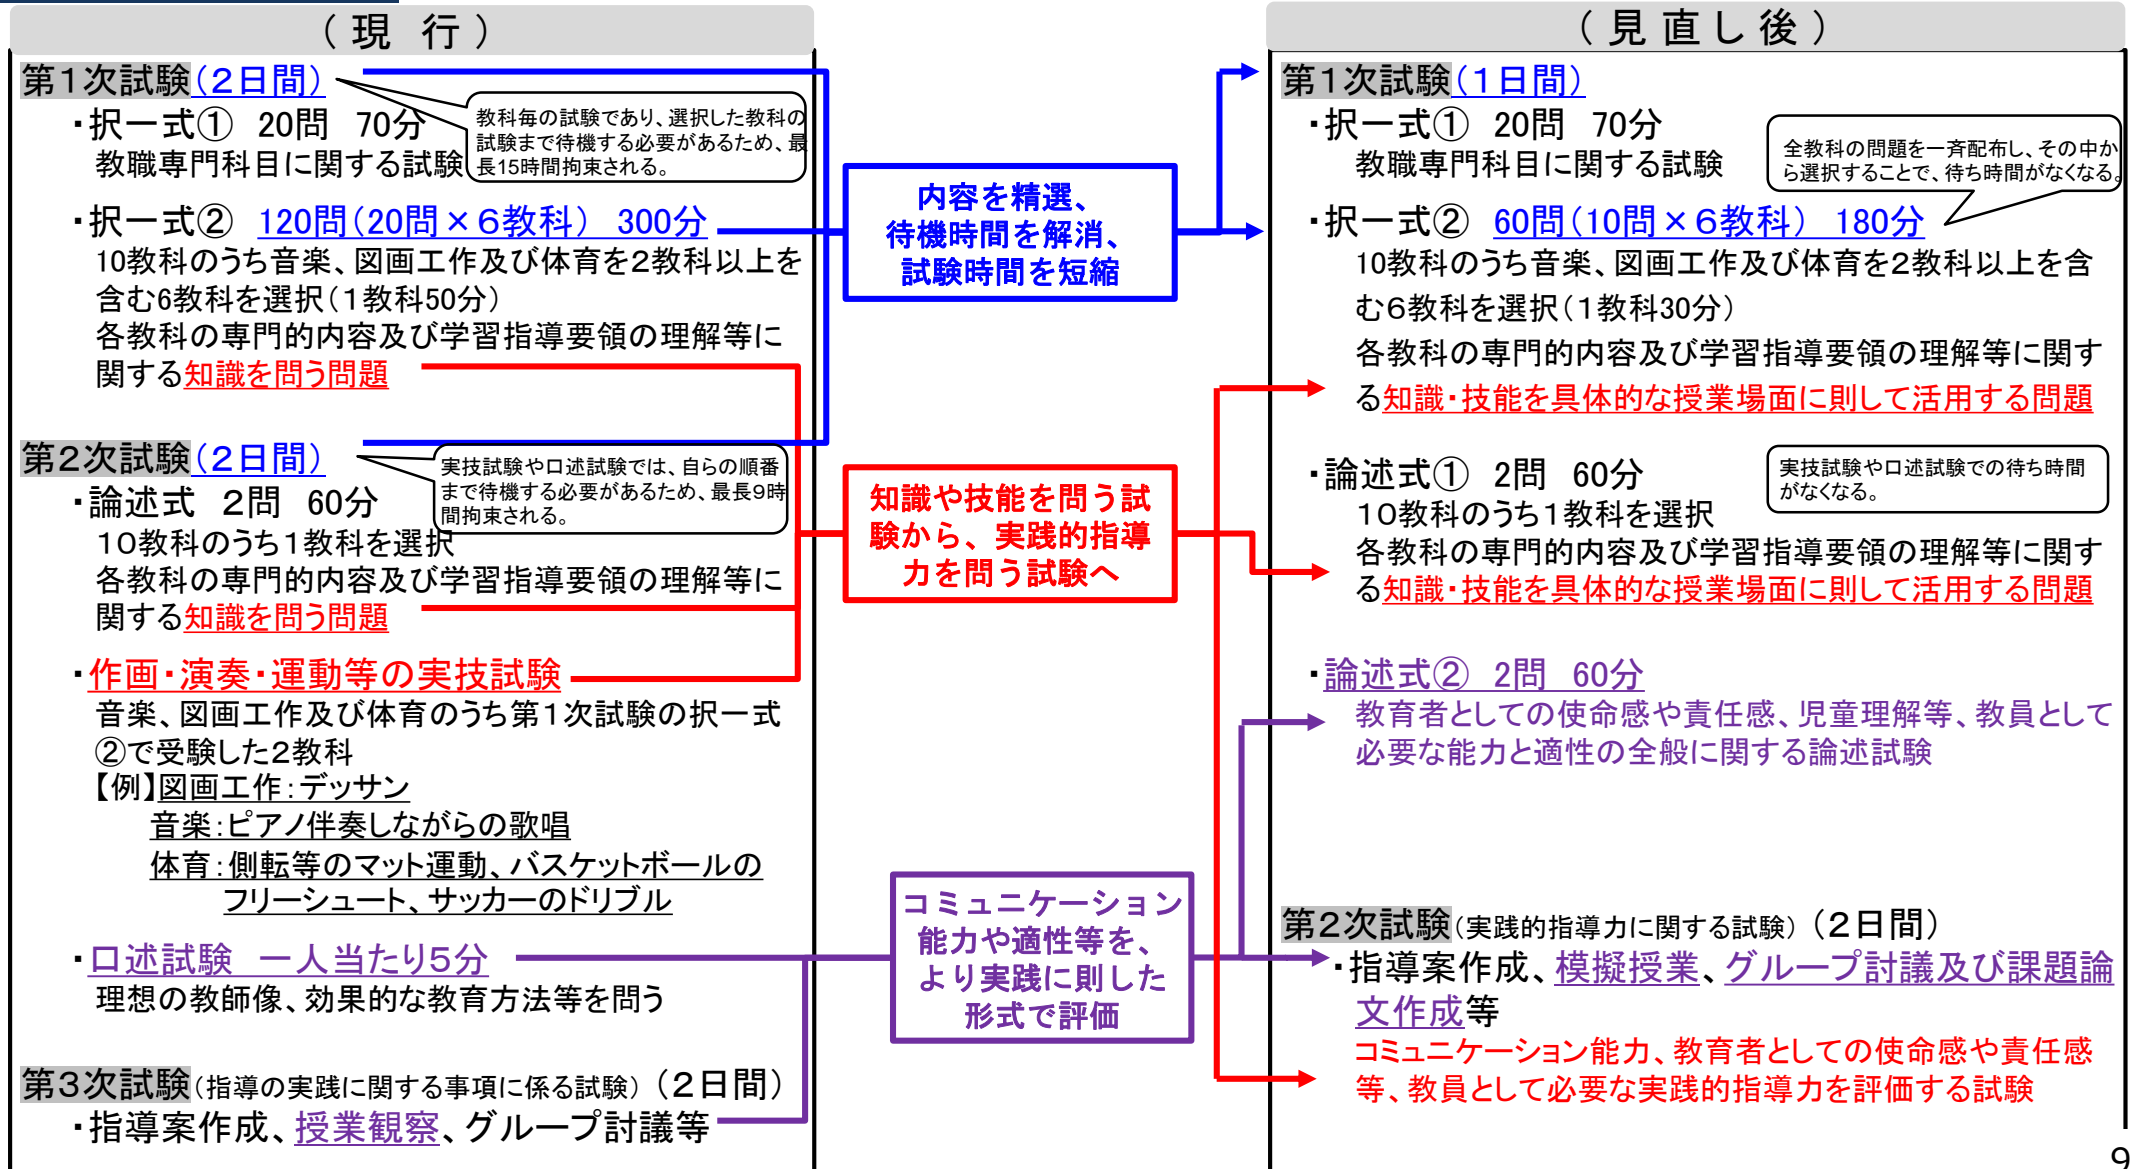 （現 行）
第１次試験（２日間）
教科毎の試験であり、選択した教科の
試験まで待機する必要があるため、最
長15時間拘束される。
・択一式① 20問 70分
教職専門科目に関する試験
・択一式② 120問（20問×６教科） 300分
10教科のうち音楽、図画工作及び体育を２教科以上を
含む6教科を選択（１教科50分）
各教科の専門的内容及び学習指導要領の理解等に
関する知識を問う問題
第２次試験（２日間）
実技試験や口述試験では、自らの順番
まで待機する必要があるため、最長９時
間拘束される。
・論述式 ２問 60分
１０教科のうち１教科を選択
各教科の専門的内容及び学習指導要領の理解等に
関する知識を問う問題
・作画・演奏・運動等の実技試験
音楽、図画工作及び体育のうち第１次試験の択一式
②で受験した２教科
【例】図画工作：デッサン
音楽：ピアノ伴奏しながらの歌唱
体育：側転等のマット運動、バスケットボールの
フリーシュート、サッカーのドリブル
・口述試験 一人当たり５分
理想の教師像、効果的な教育方法等を問う
第３次試験（指導の実践に関する事項に係る試験）（２日間）
・指導案作成、授業観察、グループ討議等
内容を精選、
待機時間を解消、
試験時間を短縮
知識や技能を問う試
験から、実践的指導
力を問う試験へ
コミュニケーション
能力や適性等を、
より実践に則した
形式で評価
（見直し後）
第１次試験（１日間）
・択一式① 20問 70分
教職専門科目に関する試験
全教科の問題を一斉配布し、その中か
ら選択することで、待ち時間がなくなる。
・択一式② 60問（10問×６教科） 180分
10教科のうち音楽、図画工作及び体育を２教科以上を含
む６教科を選択（１教科30分）
各教科の専門的内容及び学習指導要領の理解等に関す
る知識・技能を具体的な授業場面に則して活用する問題
・論述式① 2問 60分
実技試験や口述試験での待ち時間
がなくなる。
１０教科のうち１教科を選択
各教科の専門的内容及び学習指導要領の理解等に関す
る知識・技能を具体的な授業場面に則して活用する問題
・論述式② 2問 60分
教育者としての使命感や責任感、児童理解等、教員として
必要な能力と適性の全般に関する論述試験
第２次試験（実践的指導力に関する試験）（２日間）
・指導案作成、模擬授業、グループ討議及び課題論
文作成等
コミュニケーション能力、教育者としての使命感や責任感
等、教員として必要な実践的指導力を評価する試験
9